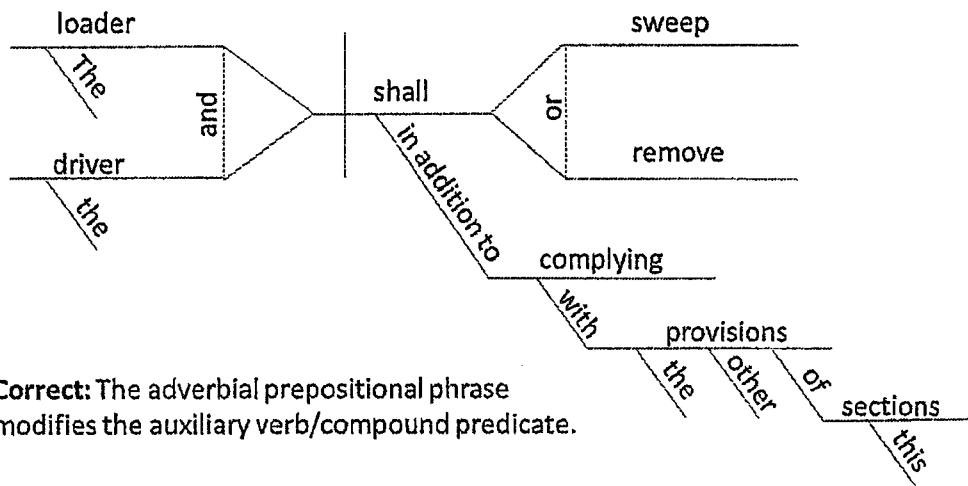 loader
The
and
driver
the
shall
in addition to
sweep
or
remove
complying
with
provisions
the
other
of
sections
this
Correct: The adverbial prepositional phrase
modifies the auxiliary verb/compound predicate.